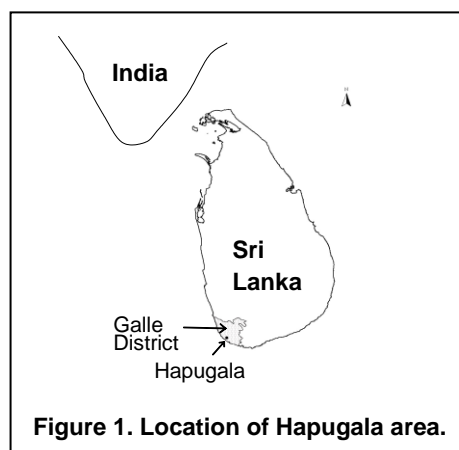 India
N
Sri
Lanka
Galle
District
Hapugala
Figure 1. Location of Hapugala area.